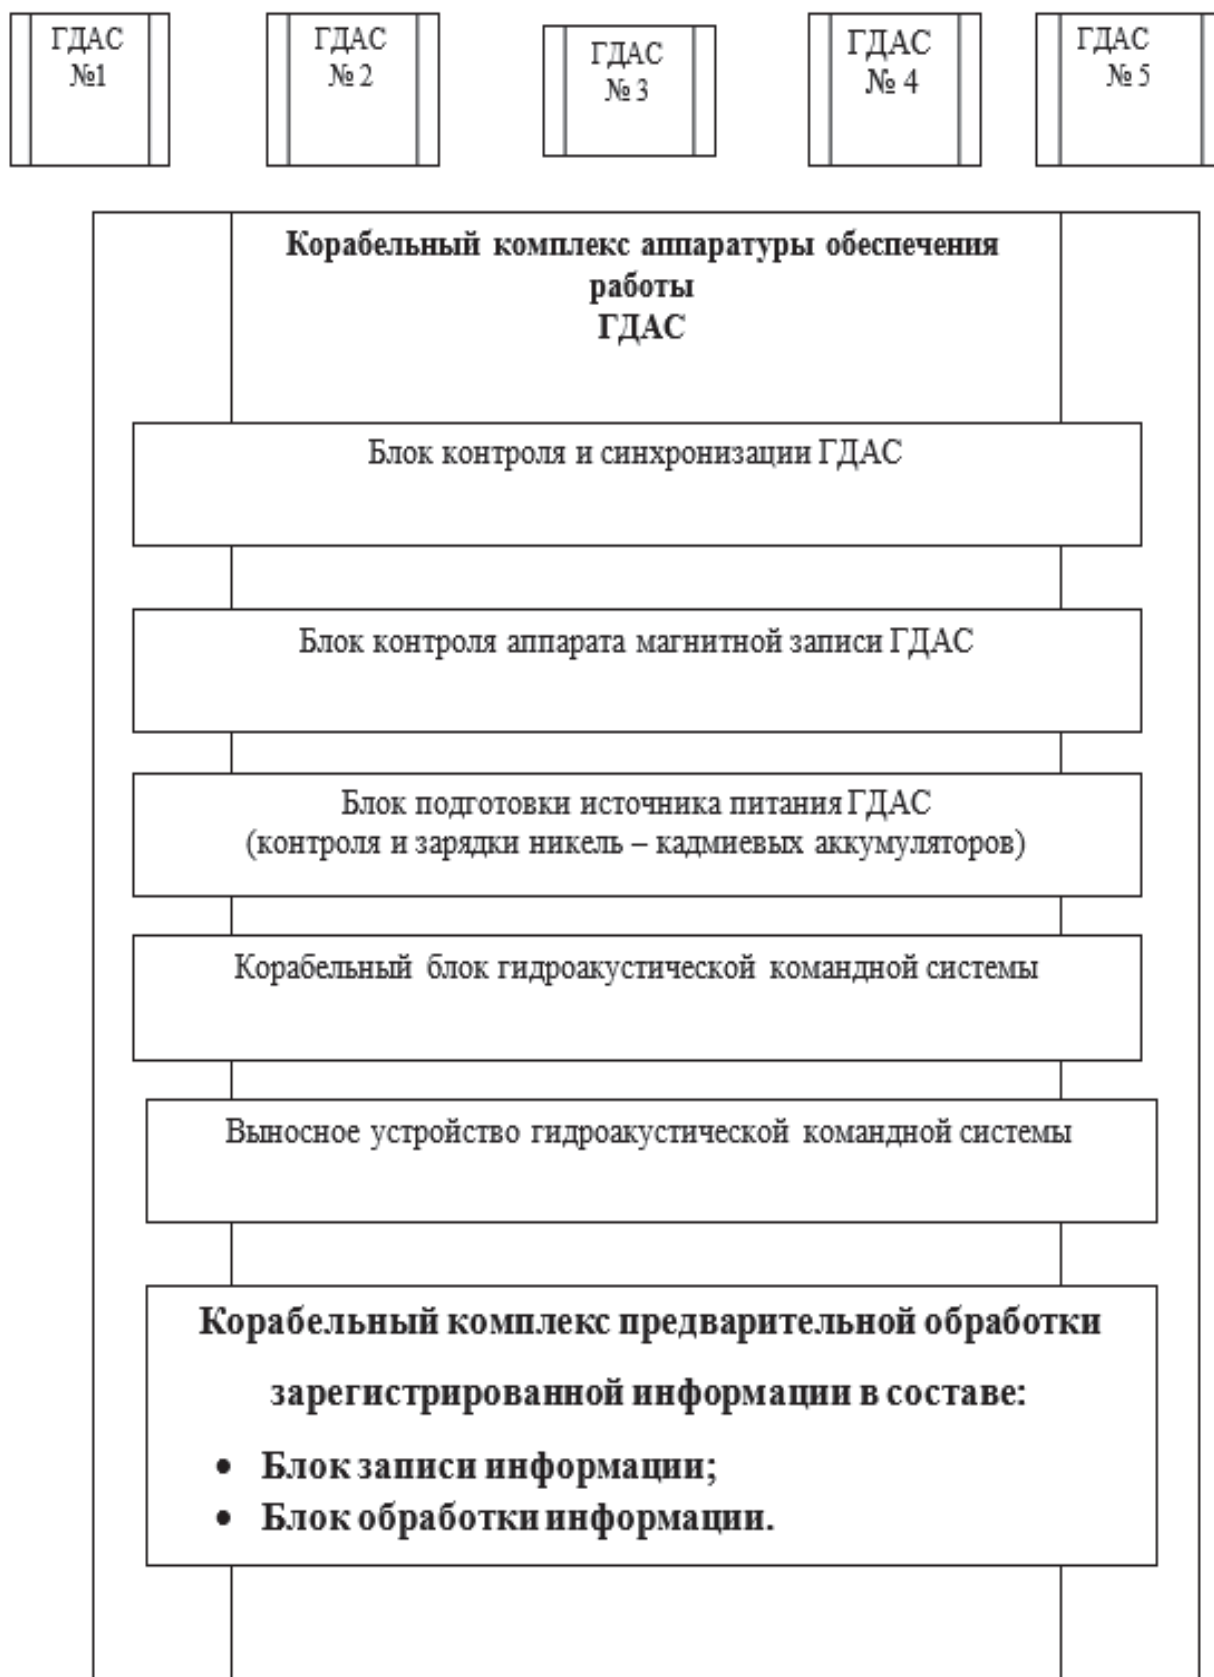 ГДАС
№1
ГДАС
№ 2
ГДАС
№ 3
ГДАС
№ 4
ГДАС
№ 5
Корабельный комплекс аппаратуры обеспечения
работы
ГДАС
Блок контроля и синхронизации ГДАС
Блок контроля аппарата магнитной записи ГДАС
Блок подготовки источника питания ГДАС
(контроля и зарядки никель – кадмиевых аккумуляторов)
Корабельный блок гидроакустической командной системы
Выносное устройство гидроакустической командной системы
Корабельный комплекс предварительной обработки
зарегистрированной информации в составе:
• Блок записи информации;
• Блок обработки информации.